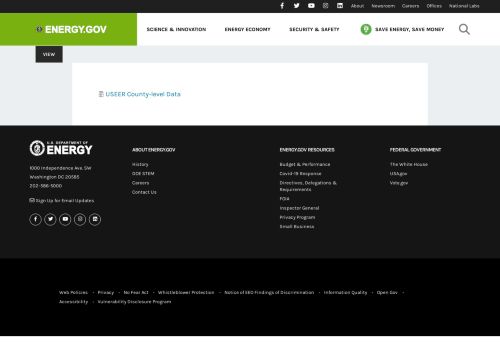 About Newsroom Careers Offices National Labs
ENERGY.GOV SCIENCE & INNOVATION ENERGY ECONOMY SECURITY & SAFETY SAVE ENERGY, SAVE MONEY
VIEW
USEER County-level Data
U.S. DEPARTMENT OF
ENERGY
1000 Independence Ave. SW
Washington DC 20585
202-586-5000
Sign Up for Email Updates
ABOUT ENERGY.GOV
History
DOE STEM
Careers
Contact Us
ENERGY.GOV RESOURCES
Budget & Performance
Covid-19 Response
Directives, Delegations &
Requirements
FOIA
Inspector General
Privacy Program
Small Business
FEDERAL GOVERNMENT
The White House
USA.gov
Vote.gov
Web Policies • Privacy • No Fear Act • Whistleblower Protection • Notice of EEO Findings of Discrimination • Information Quality • Open Gov •
Accessibility • Vulnerability Disclosure Program